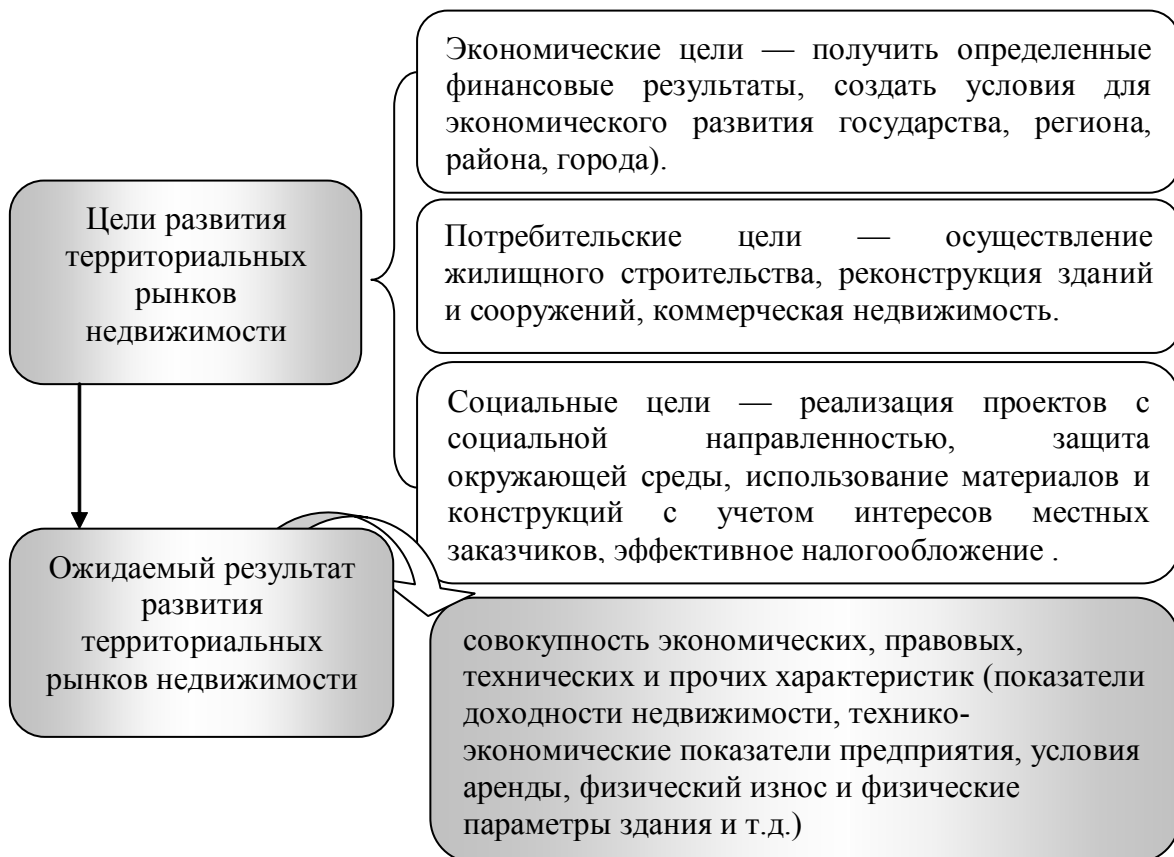 Экономические цели — получить определенные
финансовые результаты, создать условия для
экономического развития государства, региона,
района, города).
Цели развития
территориальных
рынков
недвижимости
Потребительские цели — осуществление
жилищного строительства, реконструкция зданий
и сооружений, коммерческая недвижимость.
Социальные цели — реализация проектов с
социальной направленностью, защита
окружающей среды, использование материалов и
конструкций с учетом интересов местных
заказчиков, эффективное налогообложение .
Ожидаемый результат
развития
территориальных
рынков недвижимости
совокупность экономических, правовых,
технических и прочих характеристик (показатели
доходности недвижимости, технико-
экономические показатели предприятия, условия
аренды, физический износ и физические
параметры здания и т.д.)